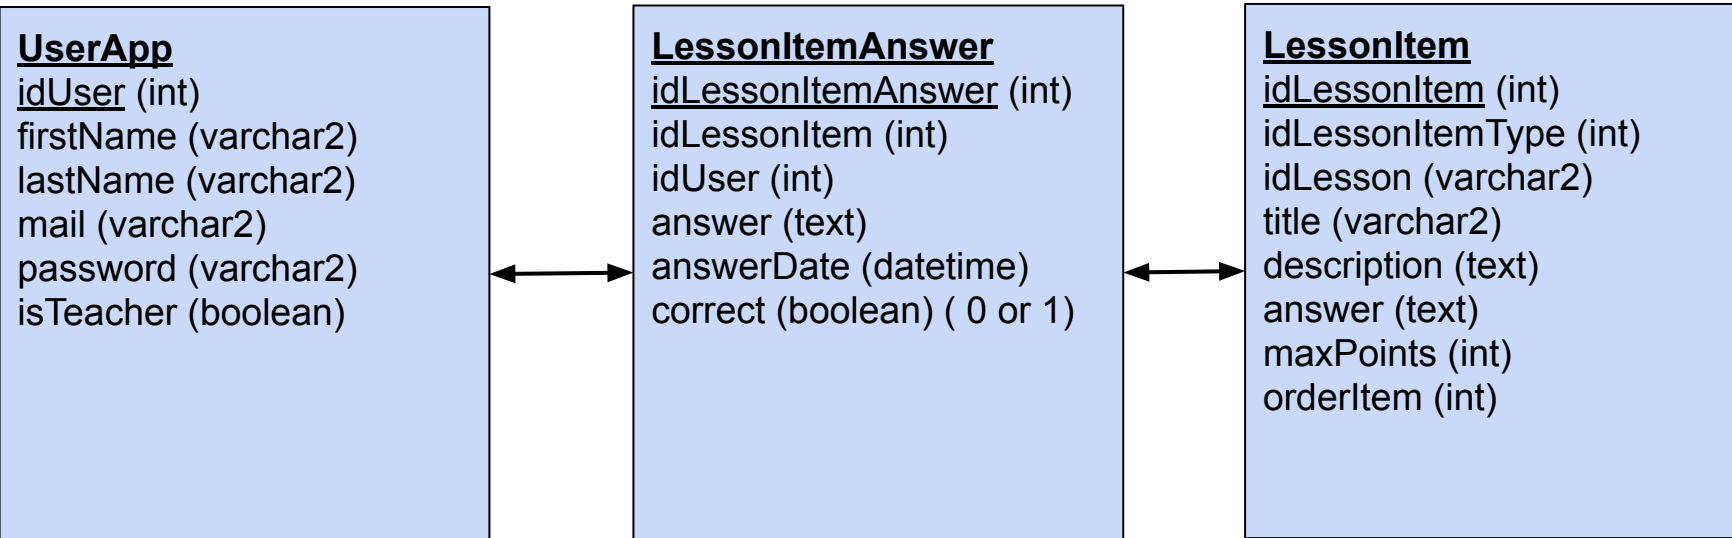 UserApp
idUser (int)
firstName (varchar2)
lastName (varchar2)
mail (varchar2)
password (varchar2)
isTeacher (boolean)
LessonItemAnswer
idLessonItemAnswer (int)
idLessonItem (int)
idUser (int)
answer (text)
answerDate (datetime)
correct (boolean) ( 0 or 1)
LessonItem
idLessonItem (int)
idLessonItemType (int)
idLesson (varchar2)
title (varchar2)
description (text)
answer (text)
maxPoints (int)
orderItem (int)